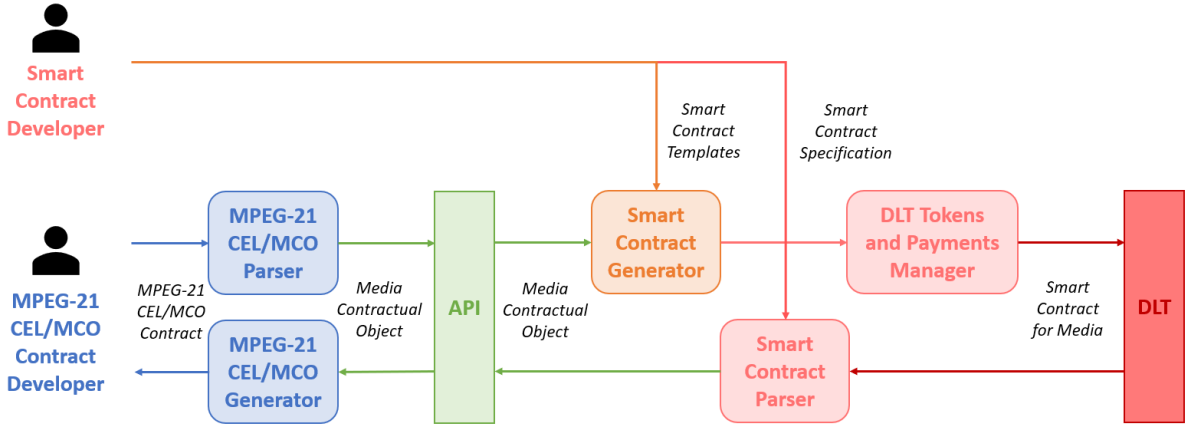 Smart
Contract
Developer
Smart
Contract
Templates
Smart
Contract
Specification
MPEG-21
CEL/MCO
Contract
Developer
MPEG-21
CEL/MCO
Parser
MPEG-21
CEL/MCO
Contract
MPEG-21
CEL/MCO
Generator
Media
Contractual
Object
API
Media
Contractual
Object
Smart
Contract
Generator
DLT Tokens
and Payments
Manager
Smart
Contract
Parser
Smart
Contract
for Media
DLT